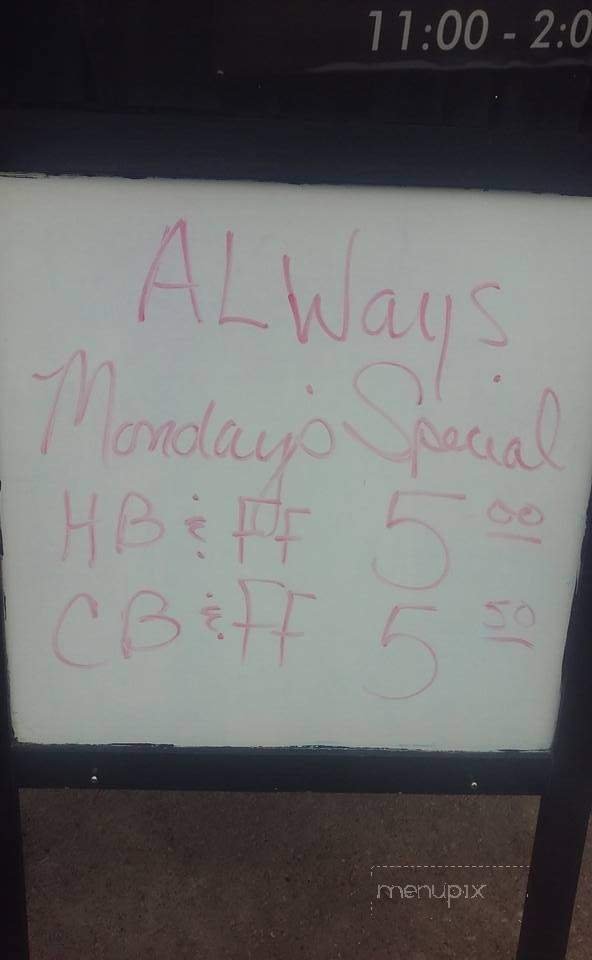 11:00 - 2:0
ALWays
Monday's Special
HB & FF 5 00
CB & FF 5 50
menupix